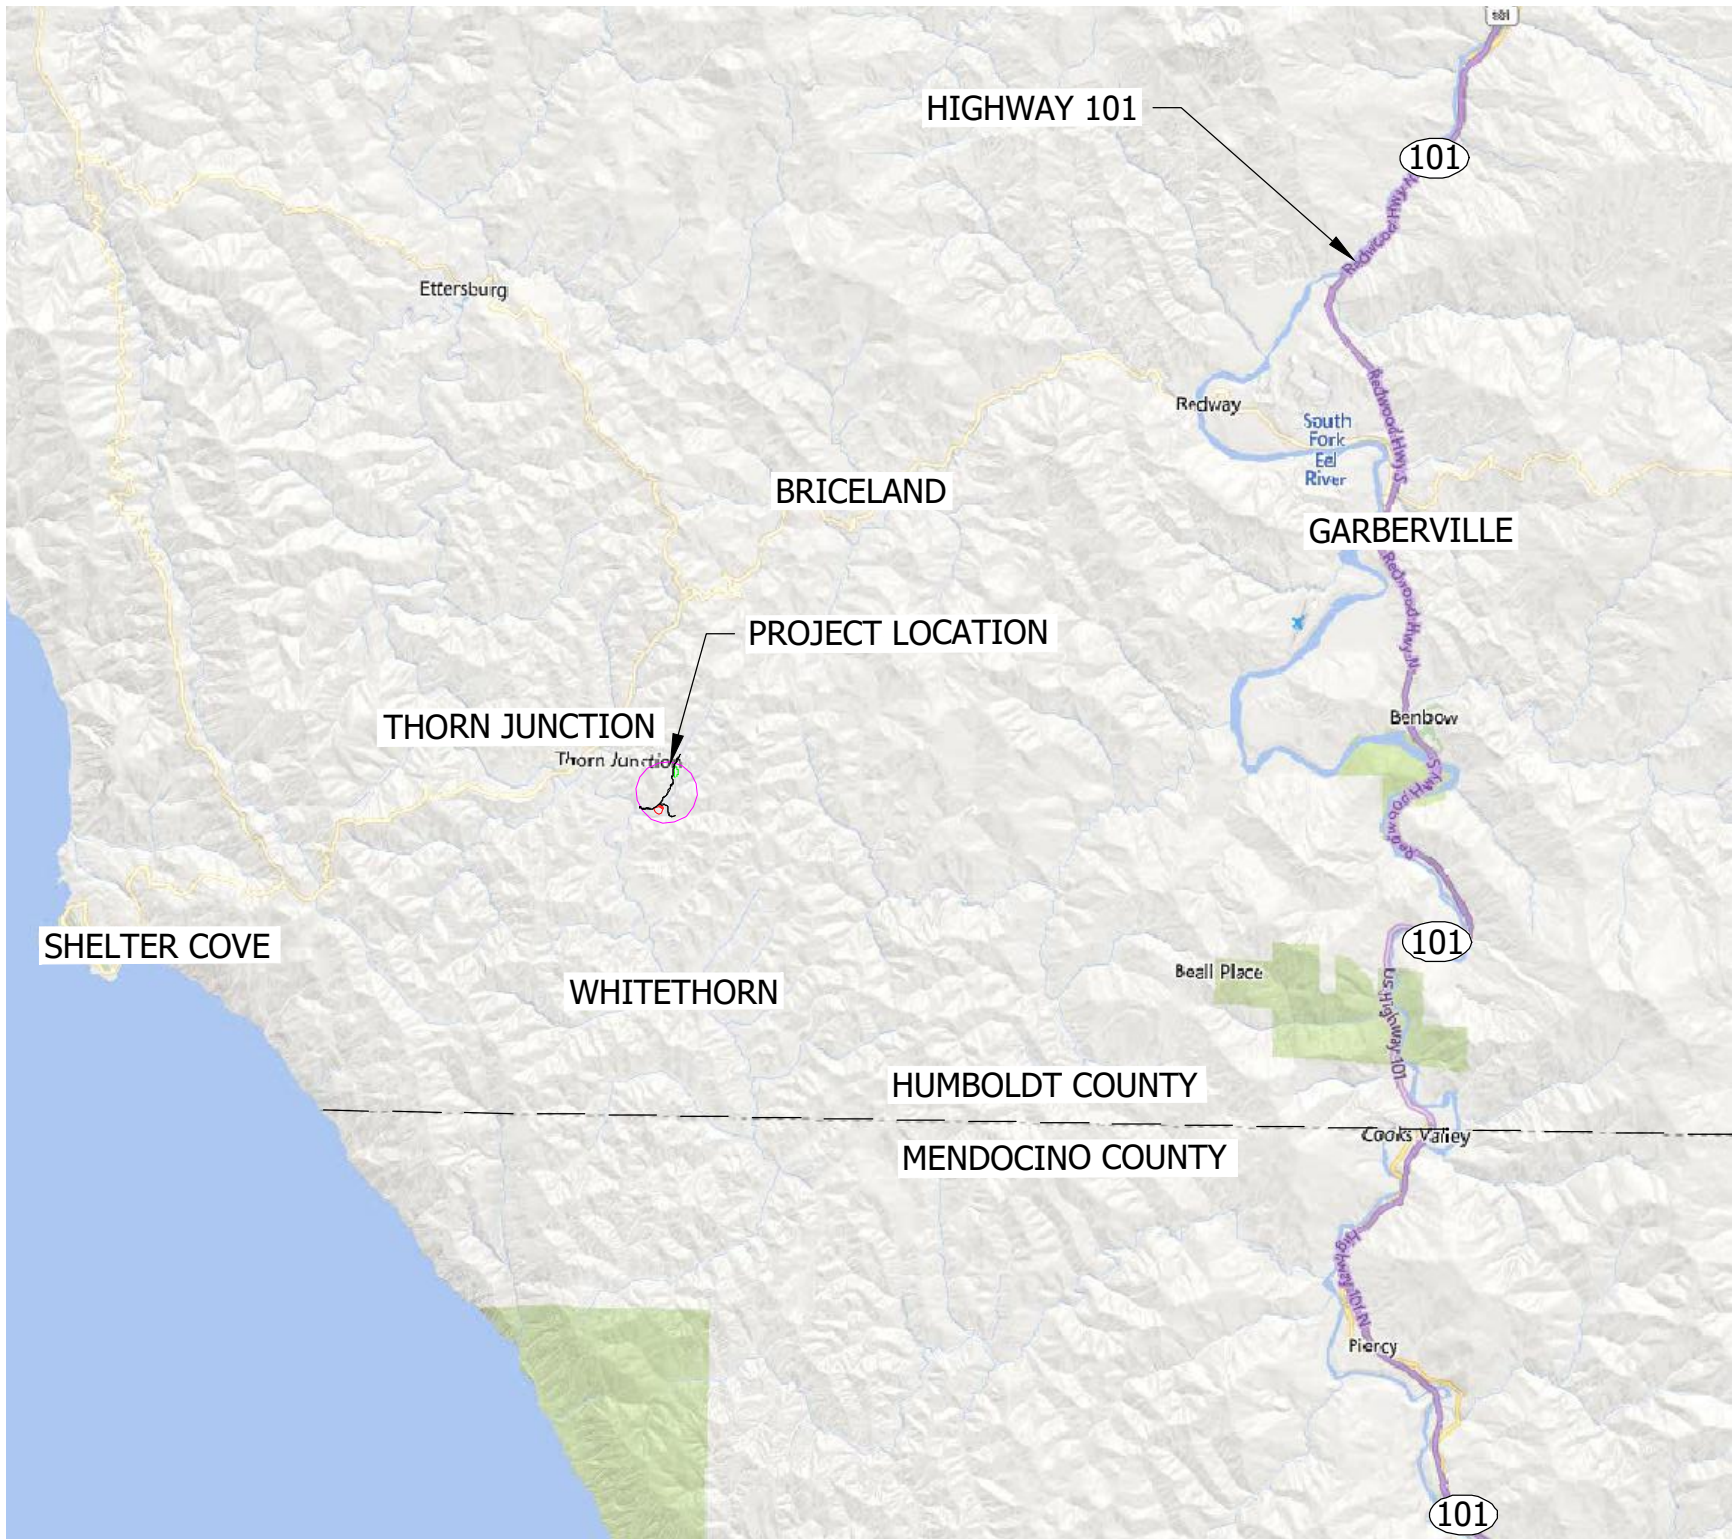 HIGHWAY 101
101
Redwood Hwy N
Ettersburg
Redwood Hwy S
Redway
South
Fork
Eel
River
BRICELAND
GARBERVILLE
Redwood Hwy N
PROJECT LOCATION
THORN JUNCTION
Benbow
Thorn Junction
Redwood Hwy S
SHELTER COVE
101
Beall Place
WHITETHORN
US Highway 101
HUMBOLDT COUNTY
Cooks Valley
MENDOCINO COUNTY
Highway 101 N
Piercy
101